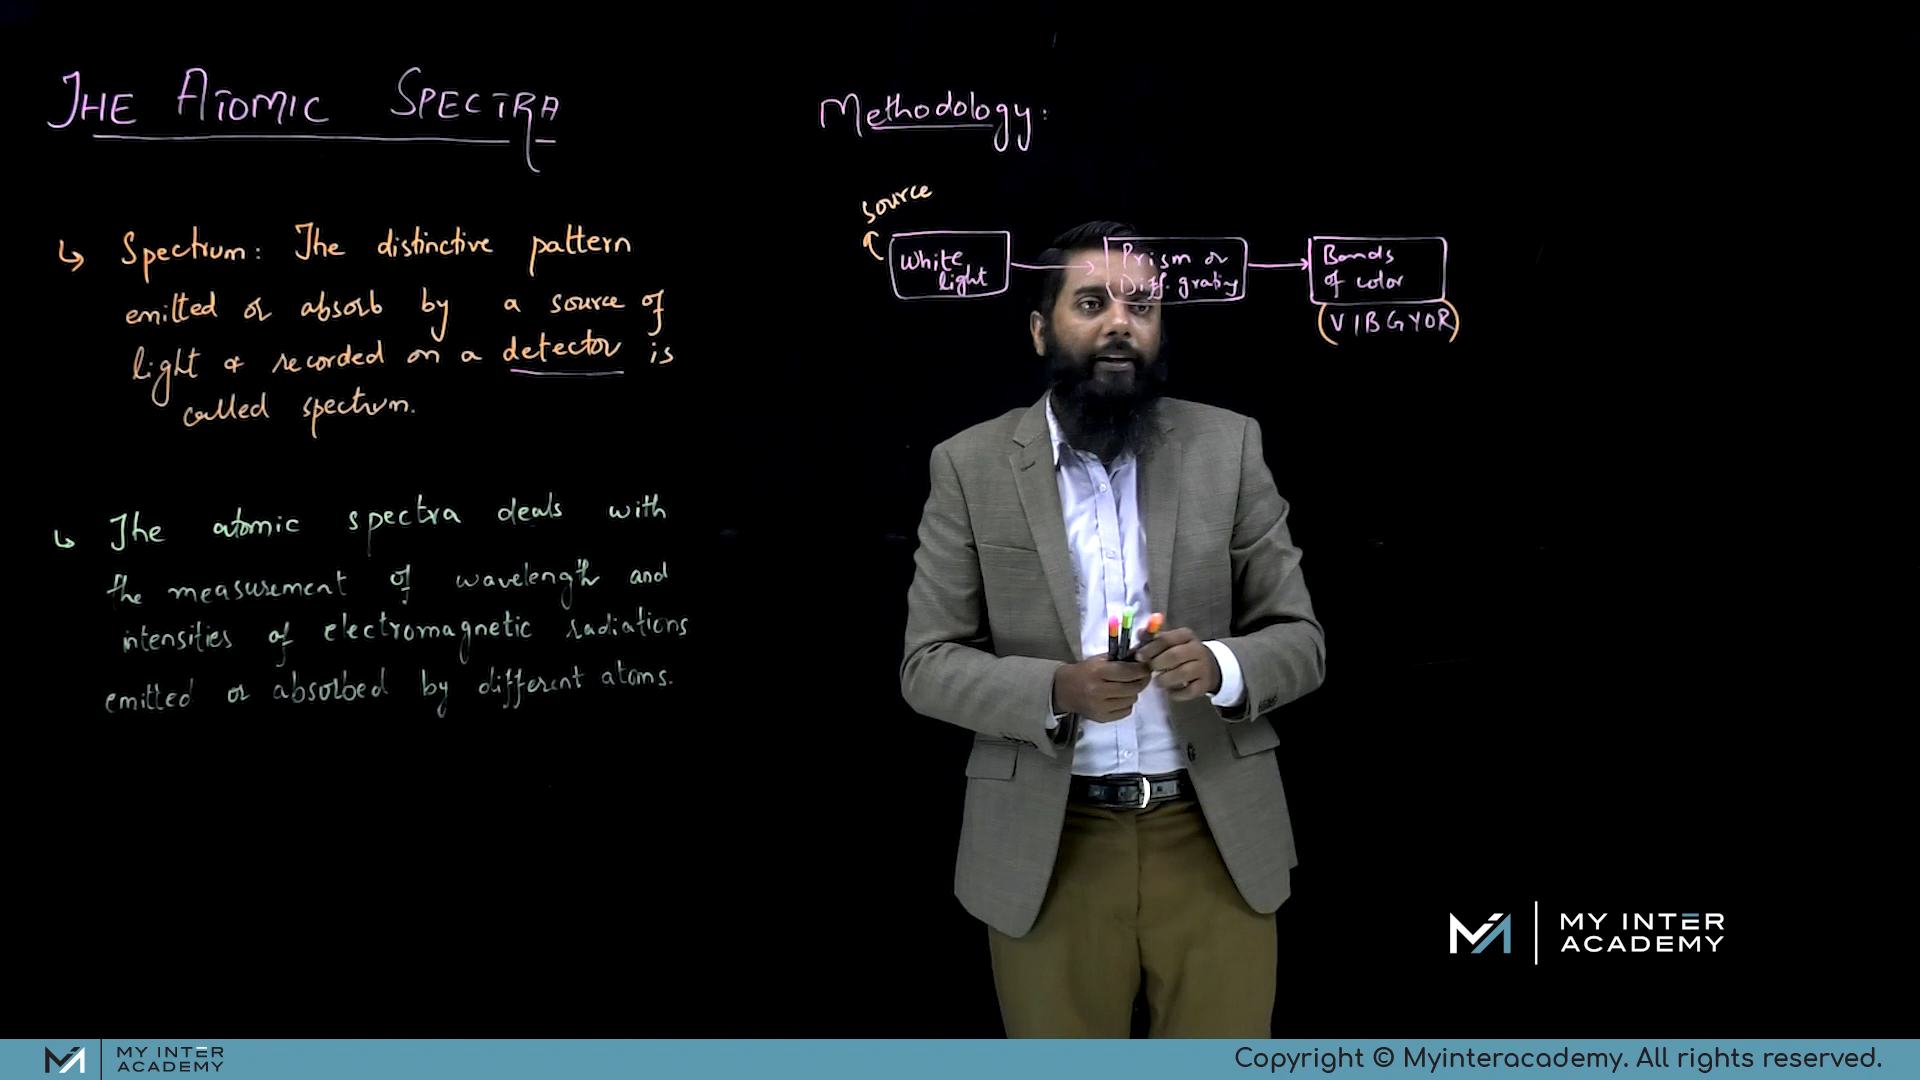 THE ATOMIC SPECTRA
↳ Spectrum: The distinctive pattern
emitted or absorb by a source of
light & recorded on a detector is
called spectrum.
↳ The atomic spectra deals with
the measurement of wavelength and
intensities of electromagnetic radiations
emitted or absorbed by different atoms.
Methodology:
source
White
light
Prism or
Diff. grating
Bands
of color
(VIBGYOR)
MY INTER
ACADEMY
MY INTER
ACADEMY
Copyright © Myinteracademy. All rights reserved.